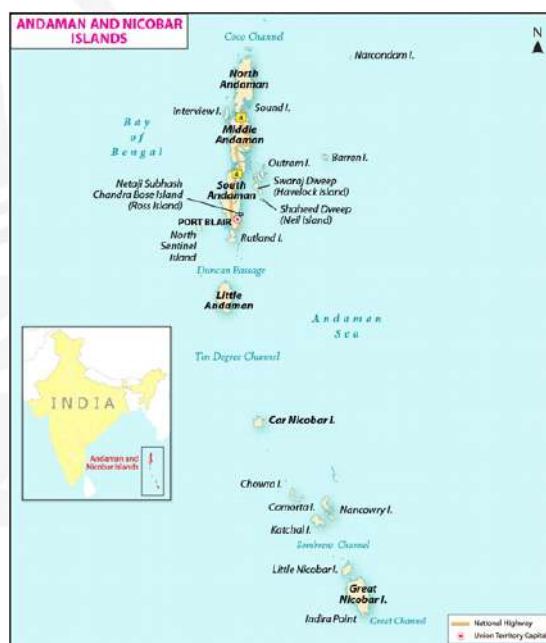 ANDAMAN AND NICOBAR
ISLANDS
N
Coco Channel
Narcondam I.
North
Andaman
Interview I.
Sound I.
4
Bay
of
Bengal
Middle
Andaman
Outram I.
Barren I.
4
South
Andaman
Swaraj Dweep
(Havelock Island)
Netaji Subhash
Chandra Bose Island
(Ross Island)
Shaheed Dweep
(Neil Island)
PORT BLAIR
North
Sentinel
Island
Rutland I.
Duncan Passage
Little
Andaman
Andaman
Sea
Ten Degree Channel
INDIA
Andaman and
Nicobar Islands
Car Nicobar I.
Chowra I.
Camorta I.
Nancowry I.
Katchal I.
Sombrero Channel
Little Nicobar I.
Great
Nicobar I.
Indira Point
Great Channel
National Highway
Union Territory Capital